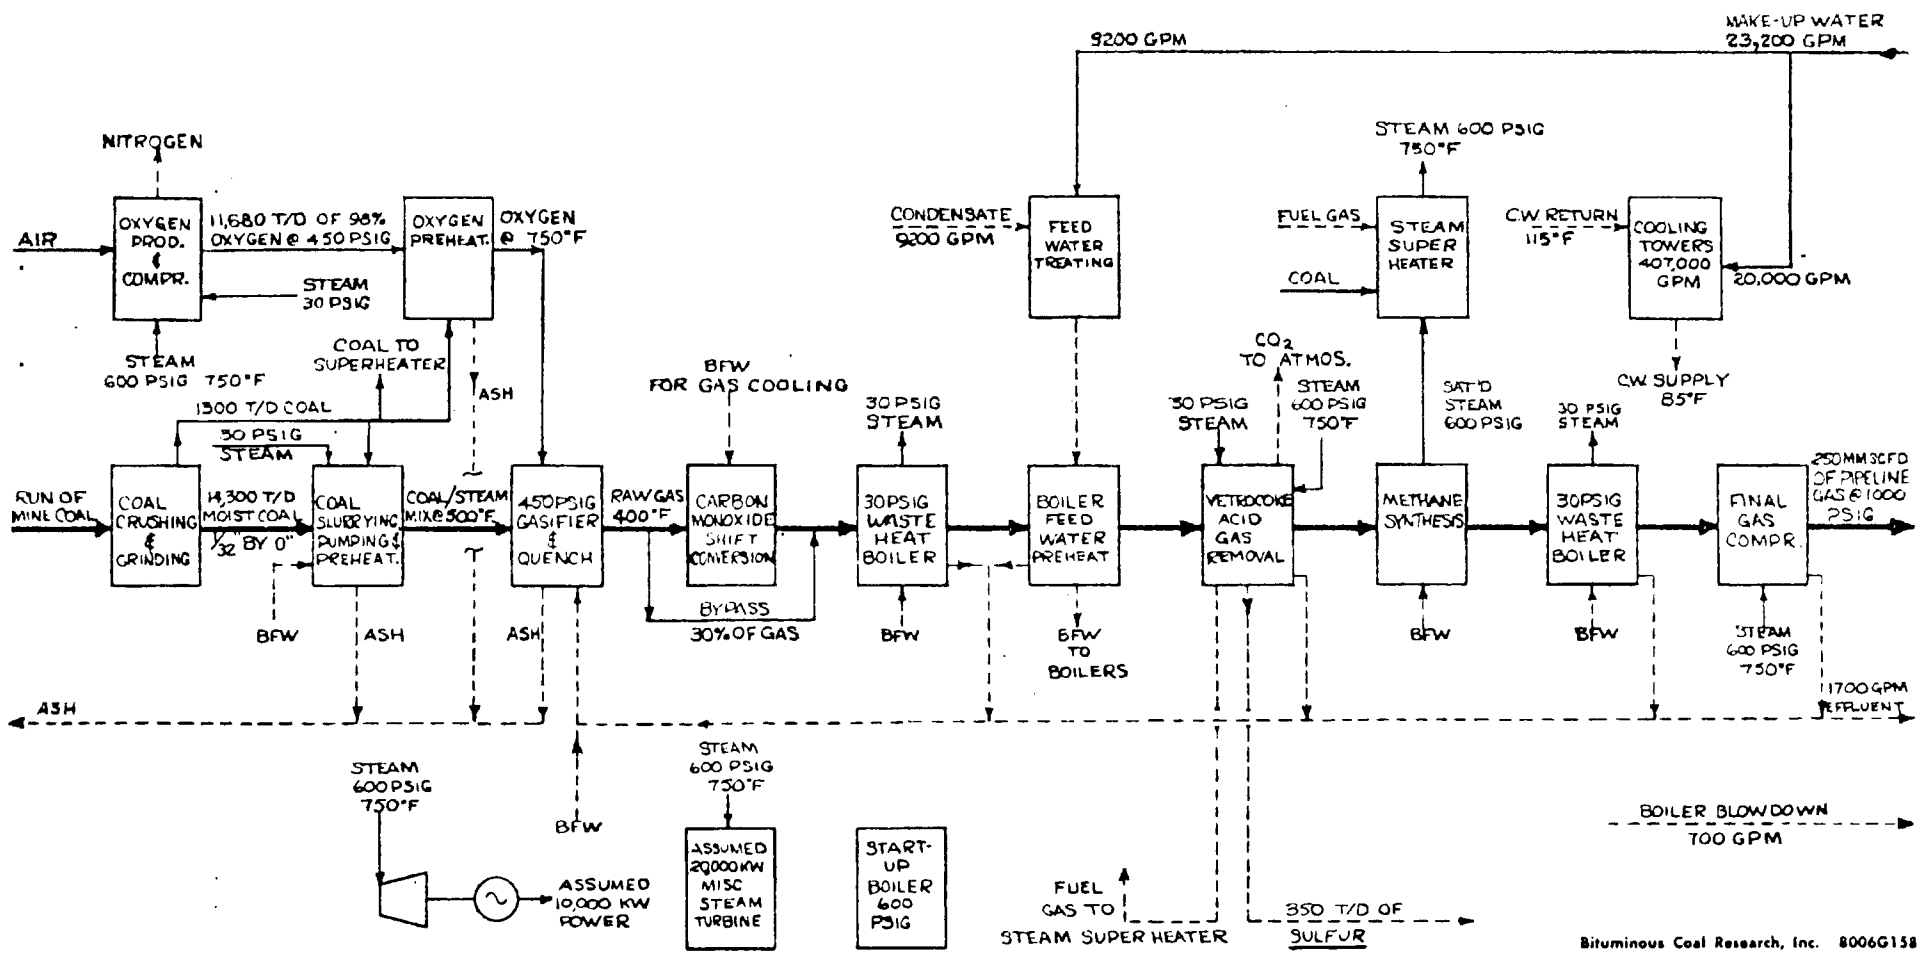 MAKE-UP WATER
23,200 GPM
9200 GPM
STEAM 600 PSIG
750°F
NITROGEN
OXYGEN
PROD.
&
COMPR.
11,680 T/D OF 98%
OXYGEN @ 450 PSIG
OXYGEN
PREHEAT.
OXYGEN
@ 750°F
AIR
STEAM
30 PSIG
STEAM
600 PSIG 750°F
CONDENSATE
9200 GPM
FEED
WATER
TREATING
FUEL GAS
COAL
STEAM
SUPER
HEATER
C.W. RETURN
115°F
COOLING
TOWERS
407,000
GPM
20,000 GPM
COAL TO
SUPERHEATER
ASH
1300 T/D COAL
BFW
FOR GAS COOLING
CO2
TO ATMOS.
C.W. SUPPLY
85°F
30 PSIG
STEAM
30 PSIG
STEAM
30 PSIG
STEAM
STEAM
600 PSIG
750°F
SAT'D
STEAM
600 PSIG
30 PSIG
STEAM
RUN OF
MINE COAL
COAL
CRUSHING
&
GRINDING
14,300 T/D
MOIST COAL
1/32" BY 0"
COAL
SLURRYING
PUMPING &
PREHEAT.
COAL/STEAM
MIX @ 500°F
450 PSIG
GASIFIER
&
QUENCH
RAW GAS
400°F
CARBON
MONOXIDE
SHIFT
CONVERSION
30 PSIG
WASTE
HEAT
BOILER
BOILER
FEED
WATER
PREHEAT
VETROCOKE
ACID
GAS
REMOVAL
METHANE
SYNTHESIS
30 PSIG
WASTE
HEAT
BOILER
FINAL
GAS
COMPR.
250 MM SCFD
OF PIPELINE
GAS @ 1000
PSIG
BFW
ASH
ASH
BYPASS
30% OF GAS
BFW
BFW
TO
BOILERS
BFW
BFW
STEAM
600 PSIG
750°F
ASH
1700 GPM
EFFLUENT
STEAM
600 PSIG
750°F
BFW
STEAM
600 PSIG
750°F
ASSUMED
10,000 KW
POWER
ASSUMED
20,000 KW
MISC
STEAM
TURBINE
START-
UP
BOILER
600
PSIG
FUEL
GAS TO
STEAM SUPER HEATER
350 T/D OF
SULFUR
BOILER BLOWDOWN
700 GPM
Bituminous Coal Research, Inc. 8006G158